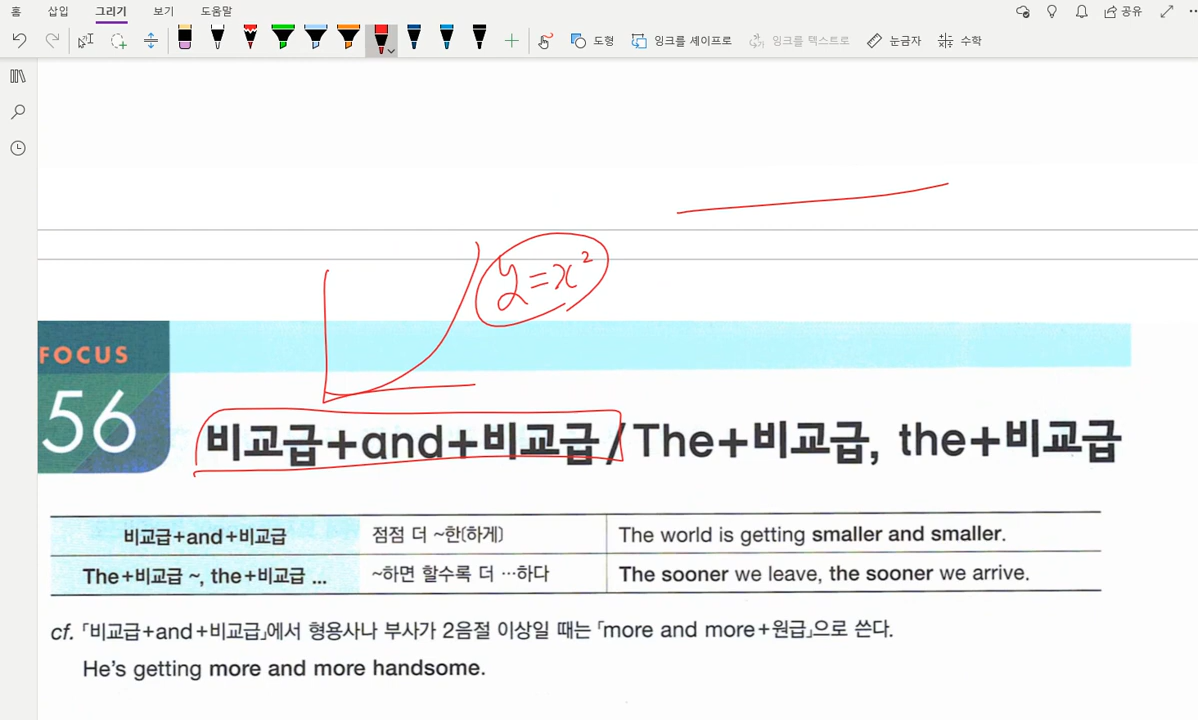 홈 삽입 그리기 보기 도움말 공유
도형 잉크를 셰이프로 잉크를 텍스트로 눈금자 수학
y=x²
FOCUS
56
비교급+and+비교급/The+비교급, the+비교급
비교급+and+비교급 점점 더 ~한(하게) The world is getting smaller and smaller.
The+비교급 ~, the+비교급 ... ~하면 할수록 더 …하다 The sooner we leave, the sooner we arrive.
cf. 「비교급+and+비교급」에서 형용사나 부사가 2음절 이상일 때는 「more and more+원급」으로 쓴다.
He's getting more and more handsome.